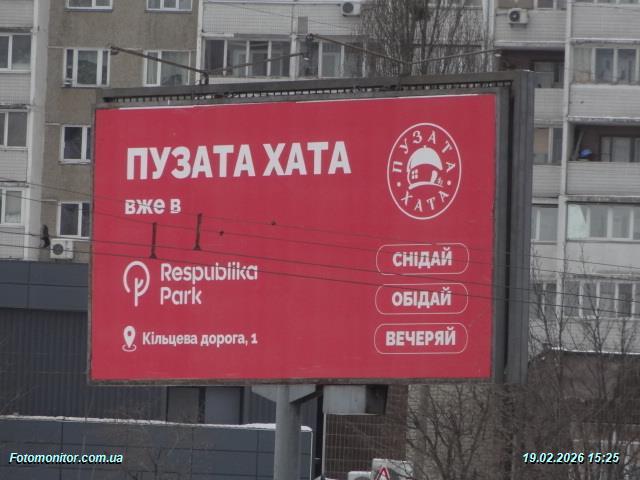 ПУЗАТА ХАТА
вже в
Respublika
Park
Кільцева дорога, 1
ПУЗАТА
ХАТА
СНІДАЙ
ОБІДАЙ
ВЕЧЕРЯЙ
Fotomonitor.com.ua
19.02.2026 15:25